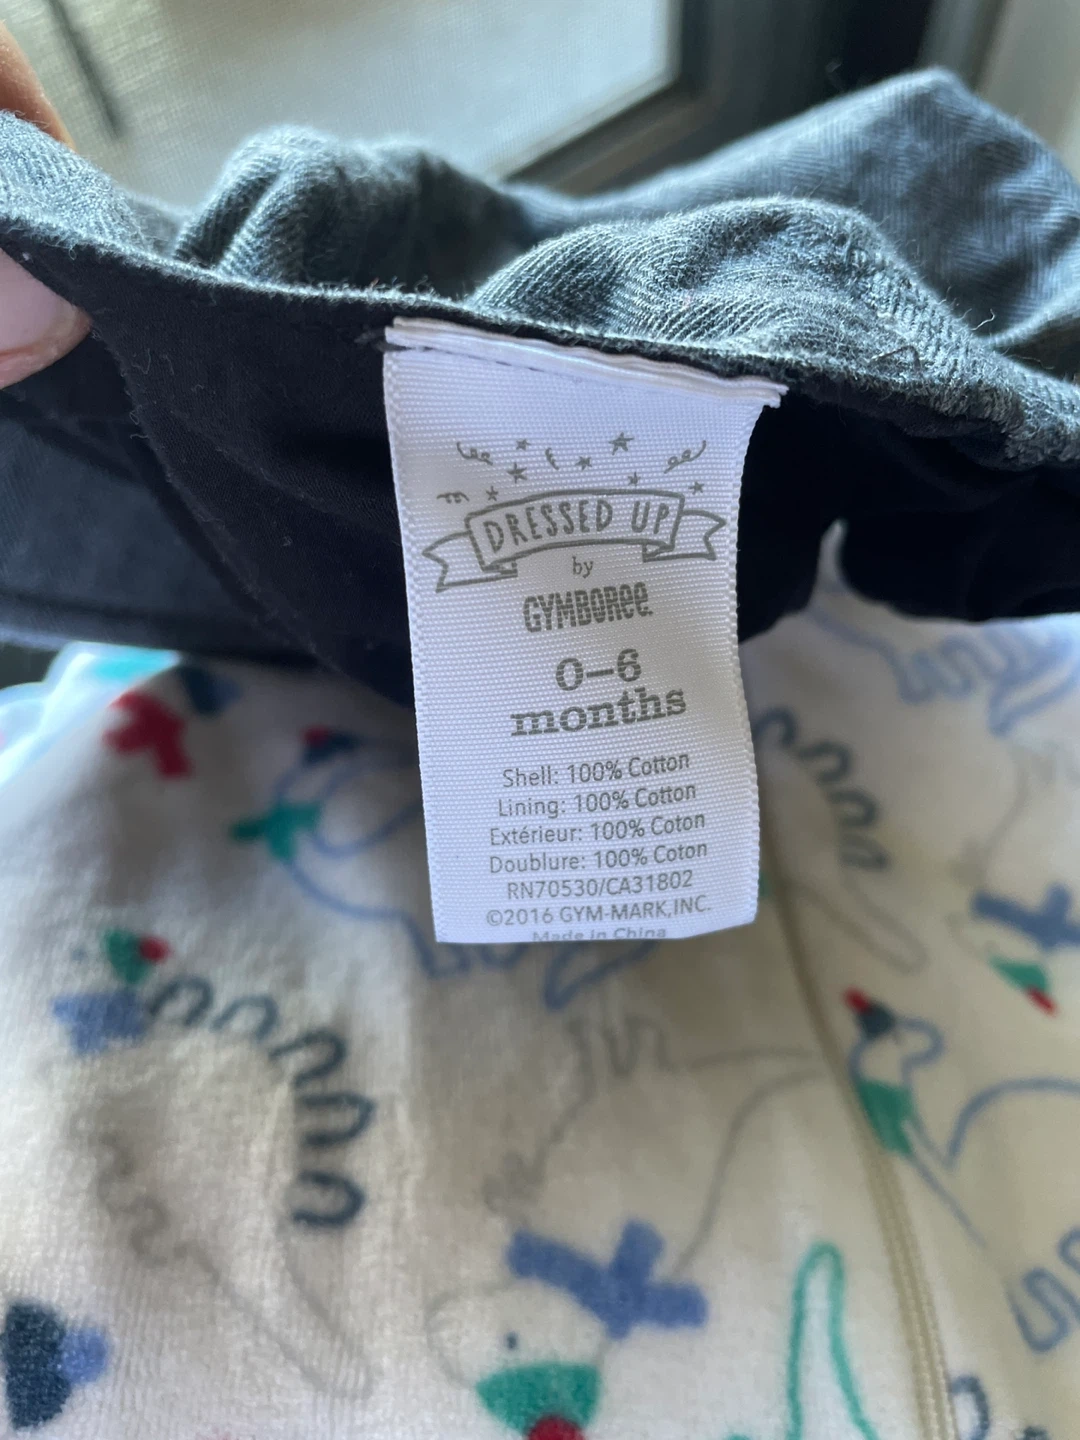 DRESSED UP
by
GYMBOREE.
0–6
months
Shell: 100% Cotton
Lining: 100% Cotton
Extérieur: 100% Coton
Doublure: 100% Coton
RN70530/CA31802
©2016 GYM-MARK,INC.
Made in China